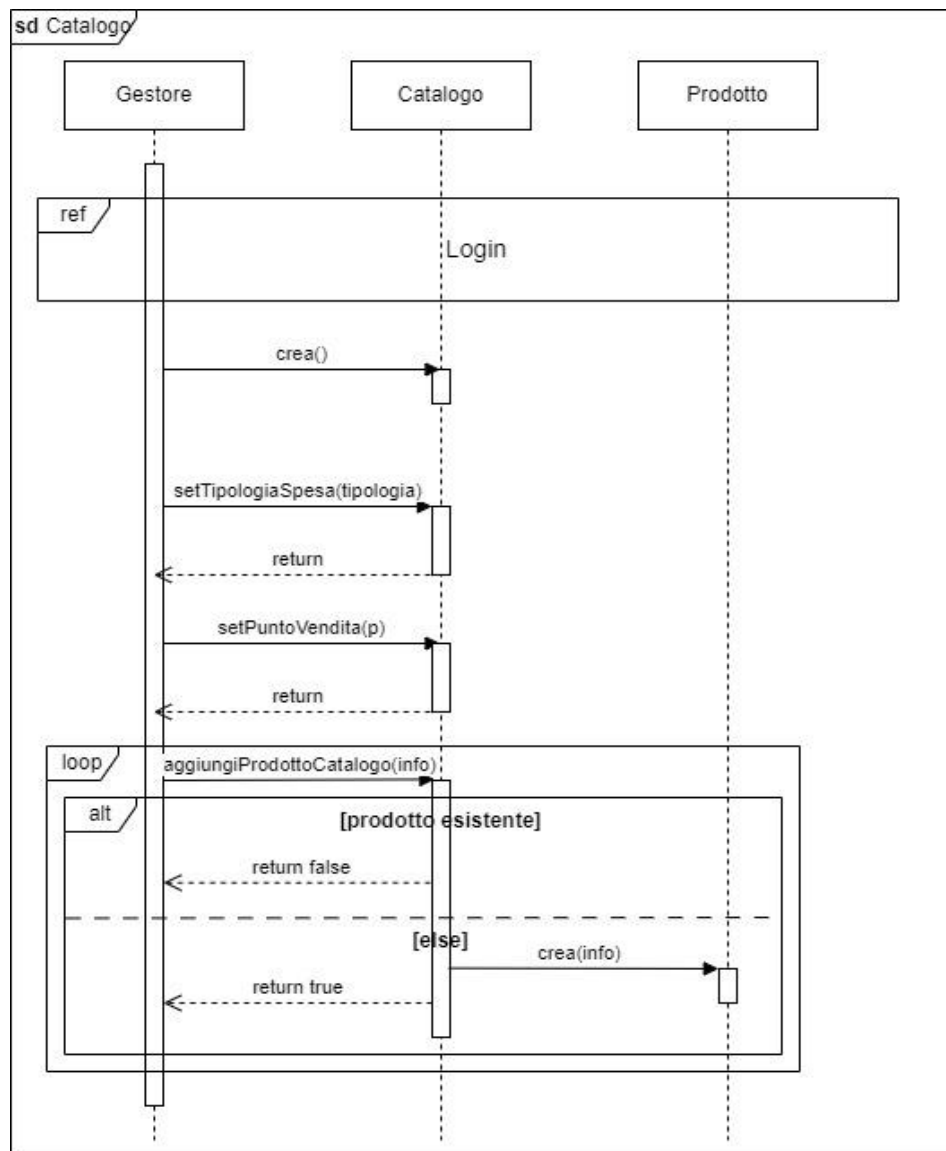 sd Catalogo
Gestore
Catalogo
Prodotto
ref
Login
crea()
setTipologiaSpesa(tipologia)
return
setPuntoVendita(p)
return
loop
aggiungiProdottoCatalogo(info)
alt
[prodotto esistente]
return false
[else]
crea(info)
return true